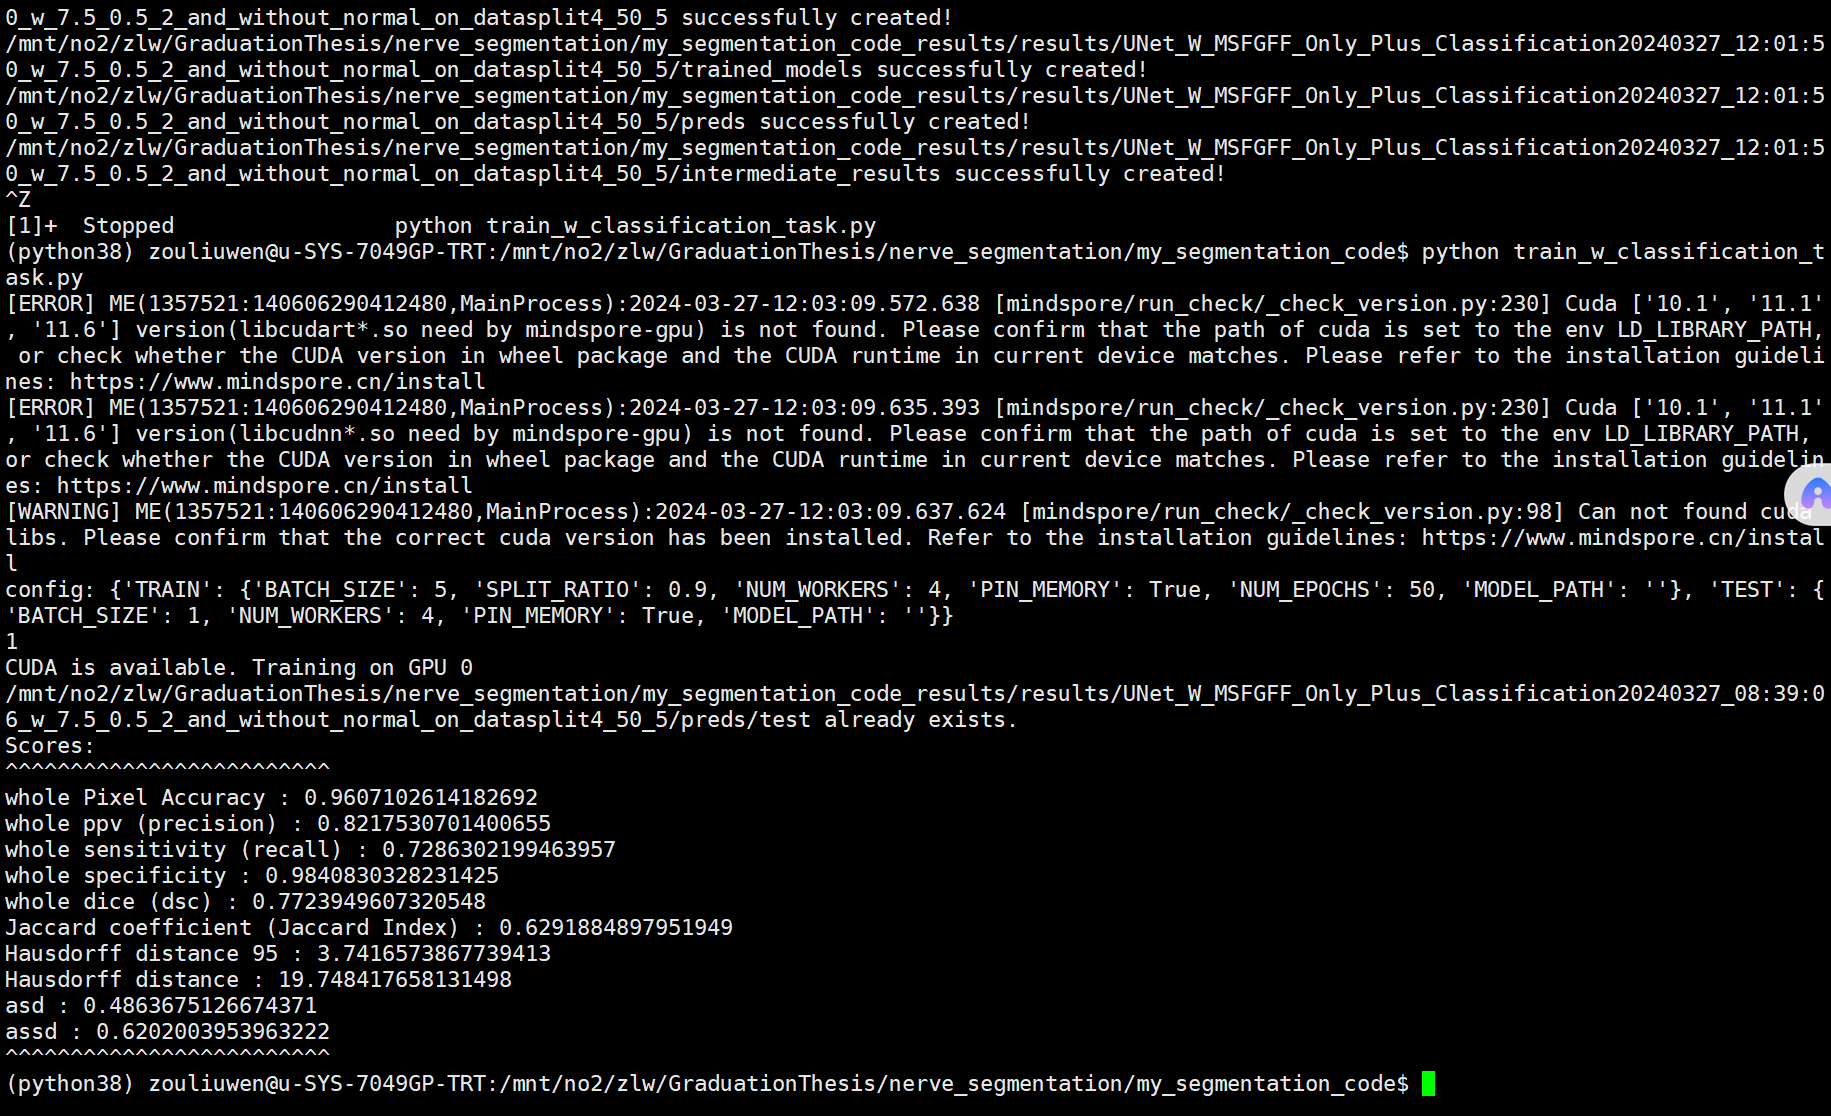 0_w_7.5_0.5_2_and_without_normal_on_datasplit4_50_5 successfully created!
/mnt/no2/zlw/GraduationThesis/nerve_segmentation/my_segmentation_code_results/results/UNet_W_MSFGFF_Only_Plus_Classification20240327_12:01:5
0_w_7.5_0.5_2_and_without_normal_on_datasplit4_50_5/trained_models successfully created!
/mnt/no2/zlw/GraduationThesis/nerve_segmentation/my_segmentation_code_results/results/UNet_W_MSFGFF_Only_Plus_Classification20240327_12:01:5
0_w_7.5_0.5_2_and_without_normal_on_datasplit4_50_5/preds successfully created!
/mnt/no2/zlw/GraduationThesis/nerve_segmentation/my_segmentation_code_results/results/UNet_W_MSFGFF_Only_Plus_Classification20240327_12:01:5
0_w_7.5_0.5_2_and_without_normal_on_datasplit4_50_5/intermediate_results successfully created!
^Z
[1]+  Stopped                 python train_w_classification_task.py
(python38) zouliuwen@u-SYS-7049GP-TRT:/mnt/no2/zlw/GraduationThesis/nerve_segmentation/my_segmentation_code$ python train_w_classification_t
ask.py
[ERROR] ME(1357521:140606290412480,MainProcess):2024-03-27-12:03:09.572.638 [mindspore/run_check/_check_version.py:230] Cuda ['10.1', '11.1'
, '11.6'] version(libcudart*.so need by mindspore-gpu) is not found. Please confirm that the path of cuda is set to the env LD_LIBRARY_PATH,
 or check whether the CUDA version in wheel package and the CUDA runtime in current device matches. Please refer to the installation guideli
nes: https://www.mindspore.cn/install
[ERROR] ME(1357521:140606290412480,MainProcess):2024-03-27-12:03:09.635.393 [mindspore/run_check/_check_version.py:230] Cuda ['10.1', '11.1'
, '11.6'] version(libcudnn*.so need by mindspore-gpu) is not found. Please confirm that the path of cuda is set to the env LD_LIBRARY_PATH,
or check whether the CUDA version in wheel package and the CUDA runtime in current device matches. Please refer to the installation guidelin
es: https://www.mindspore.cn/install
[WARNING] ME(1357521:140606290412480,MainProcess):2024-03-27-12:03:09.637.624 [mindspore/run_check/_check_version.py:98] Can not found cuda
libs. Please confirm that the correct cuda version has been installed. Refer to the installation guidelines: https://www.mindspore.cn/instal
l
config: {'TRAIN': {'BATCH_SIZE': 5, 'SPLIT_RATIO': 0.9, 'NUM_WORKERS': 4, 'PIN_MEMORY': True, 'NUM_EPOCHS': 50, 'MODEL_PATH': ''}, 'TEST': {
'BATCH_SIZE': 1, 'NUM_WORKERS': 4, 'PIN_MEMORY': True, 'MODEL_PATH': ''}}
1
CUDA is available. Training on GPU 0
/mnt/no2/zlw/GraduationThesis/nerve_segmentation/my_segmentation_code_results/results/UNet_W_MSFGFF_Only_Plus_Classification20240327_08:39:0
6_w_7.5_0.5_2_and_without_normal_on_datasplit4_50_5/preds/test already exists.
Scores:
^^^^^^^^^^^^^^^^^^^^^^^^^
whole Pixel Accuracy : 0.9607102614182692
whole ppv (precision) : 0.8217530701400655
whole sensitivity (recall) : 0.7286302199463957
whole specificity : 0.9840830328231425
whole dice (dsc) : 0.7723949607320548
Jaccard coefficient (Jaccard Index) : 0.6291884897951949
Hausdorff distance 95 : 3.7416573867739413
Hausdorff distance : 19.748417658131498
asd : 0.4863675126674371
assd : 0.6202003953963222
^^^^^^^^^^^^^^^^^^^^^^^^^
(python38) zouliuwen@u-SYS-7049GP-TRT:/mnt/no2/zlw/GraduationThesis/nerve_segmentation/my_segmentation_code$